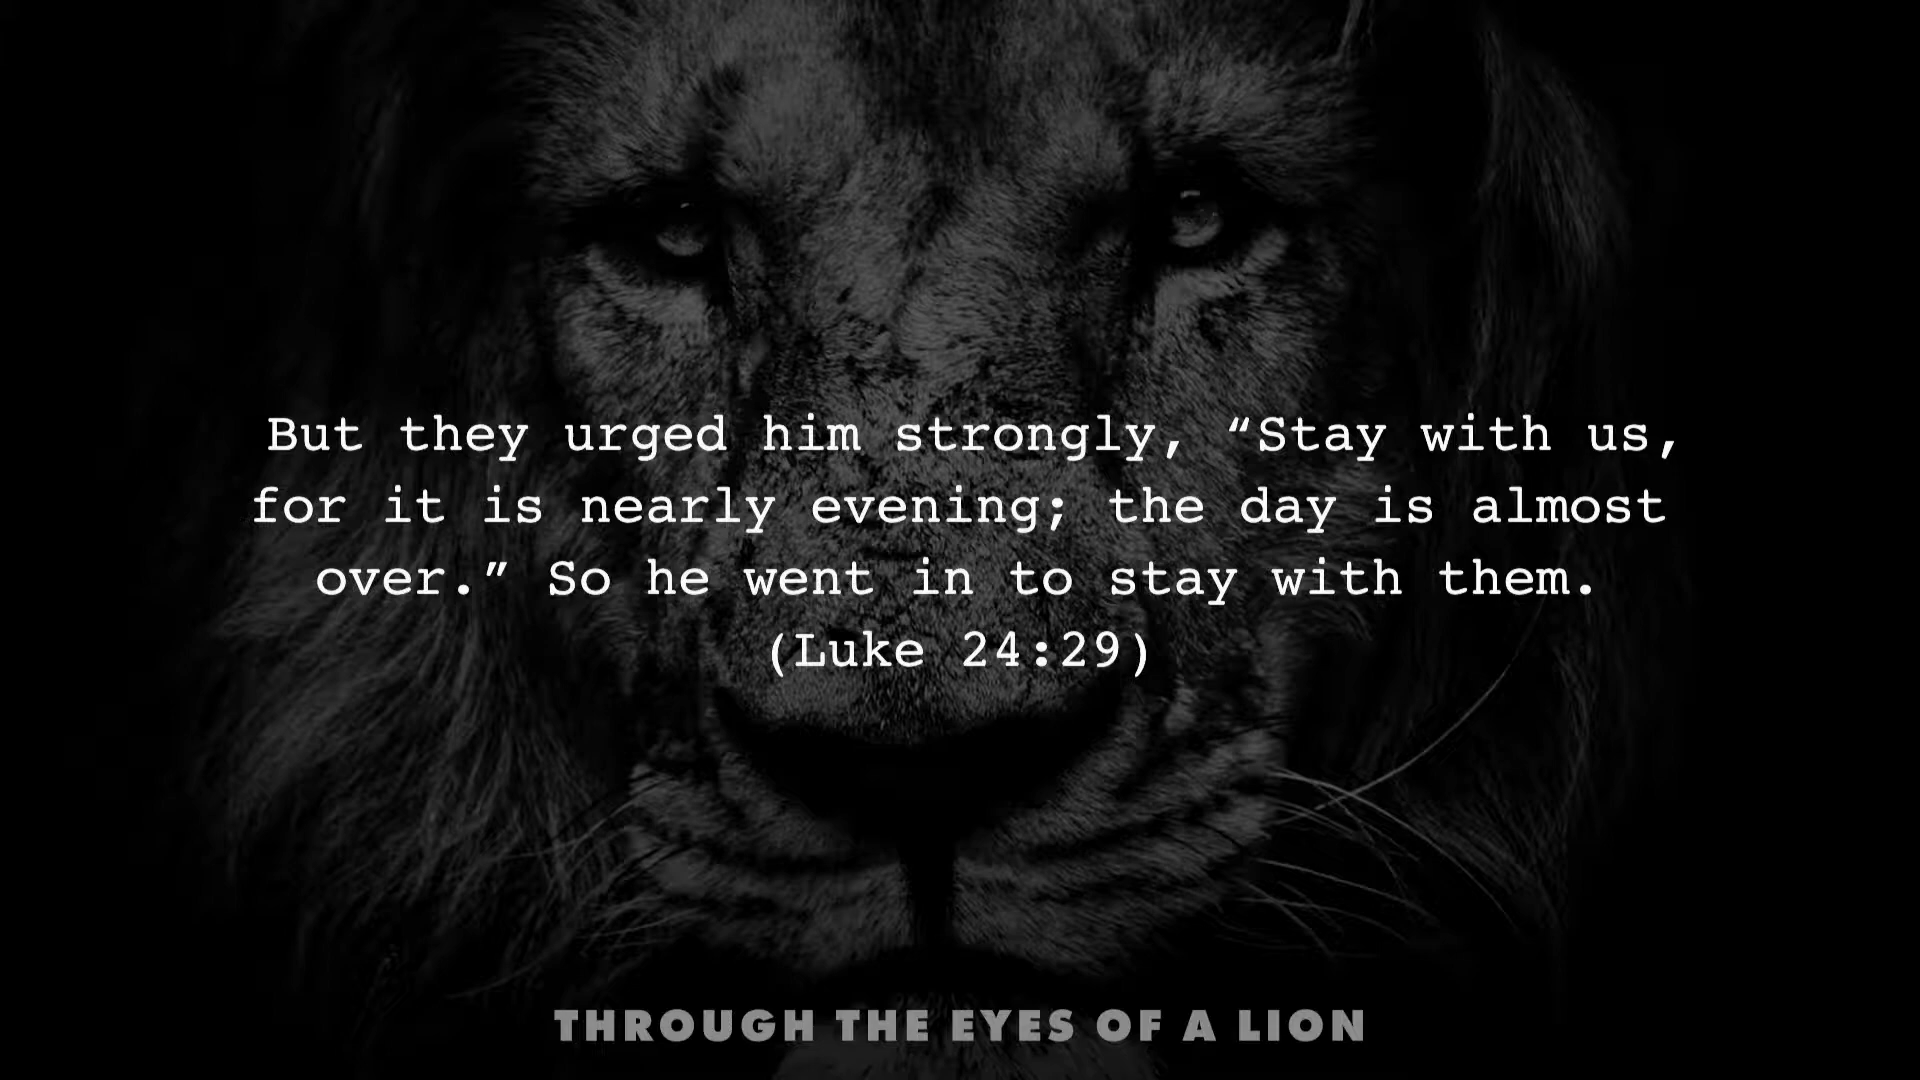 But they urged him strongly, “Stay with us,
for it is nearly evening; the day is almost
over.” So he went in to stay with them.
(Luke 24:29)
THROUGH THE EYES OF A LION